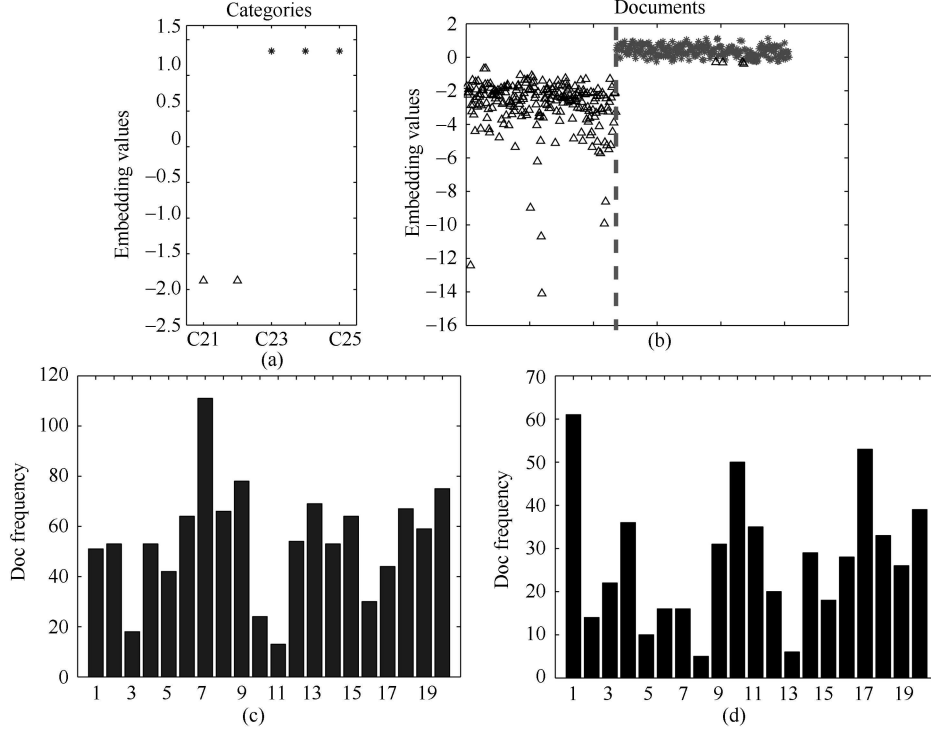 Categories
1.5
1.0
0.5
0
−0.5
−1.0
−1.5
−2.0
−2.5
Embedding values
C21
C23
C25
(a)
Documents
2
0
−2
−4
−6
−8
−10
−12
−14
−16
Embedding values
(b)
120
100
80
60
40
20
0
Doc frequency
1 3 5 7 9 11 13 15 17 19
(c)
70
60
50
40
30
20
10
0
Doc frequency
1 3 5 7 9 11 13 15 17 19
(d)